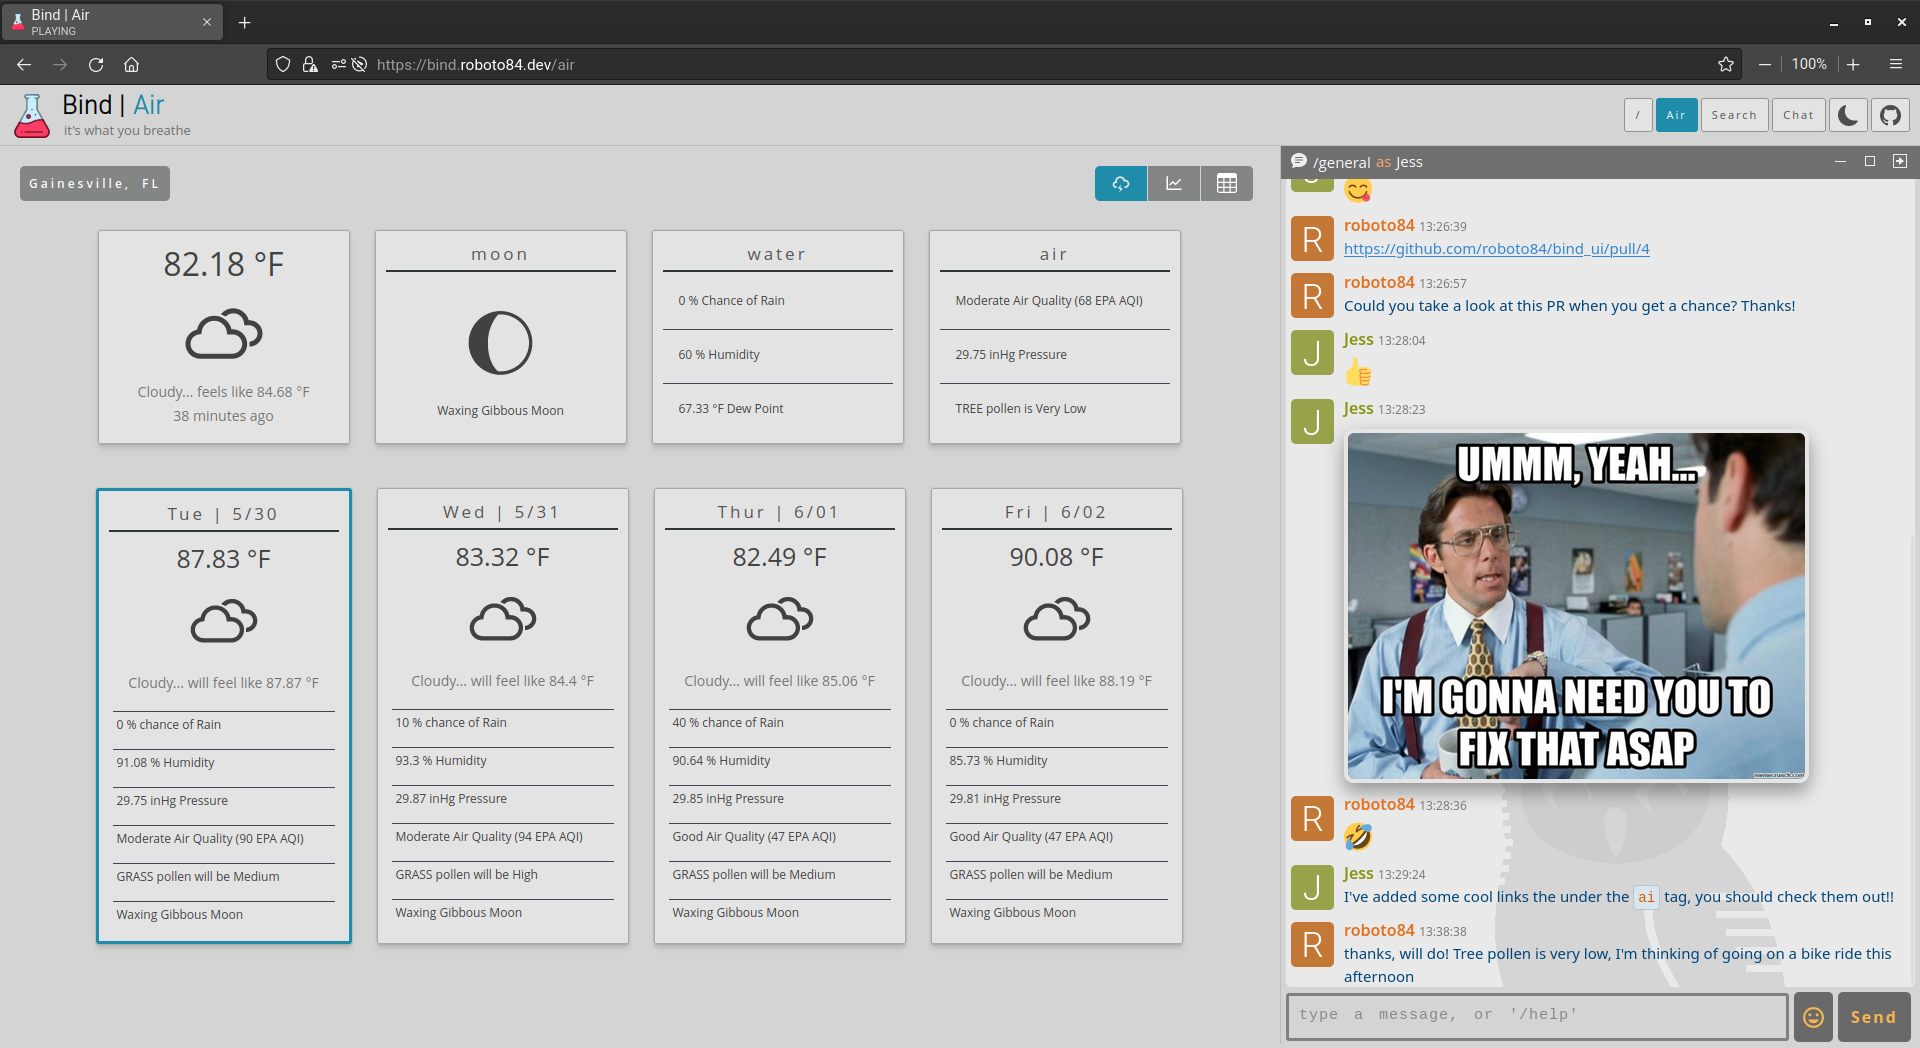 Bind | Air
PLAYING
https://bind.roboto84.dev/air
100%
Bind | Air
it's what you breathe
/
Air
Search
Chat
Gainesville, FL
82.18 °F
Cloudy... feels like 84.68 °F
38 minutes ago
moon
Waxing Gibbous Moon
water
0 % Chance of Rain
60 % Humidity
67.33 °F Dew Point
air
Moderate Air Quality (68 EPA AQI)
29.75 inHg Pressure
TREE pollen is Very Low
Tue | 5/30
87.83 °F
Cloudy... will feel like 87.87 °F
0 % chance of Rain
91.08 % Humidity
29.75 inHg Pressure
Moderate Air Quality (90 EPA AQI)
GRASS pollen will be Medium
Waxing Gibbous Moon
Wed | 5/31
83.32 °F
Cloudy... will feel like 84.4 °F
10 % chance of Rain
93.3 % Humidity
29.87 inHg Pressure
Moderate Air Quality (94 EPA AQI)
GRASS pollen will be High
Waxing Gibbous Moon
Thur | 6/01
82.49 °F
Cloudy... will feel like 85.06 °F
40 % chance of Rain
90.64 % Humidity
29.85 inHg Pressure
Good Air Quality (47 EPA AQI)
GRASS pollen will be Medium
Waxing Gibbous Moon
Fri | 6/02
90.08 °F
Cloudy... will feel like 88.19 °F
0 % chance of Rain
85.73 % Humidity
29.81 inHg Pressure
Good Air Quality (47 EPA AQI)
GRASS pollen will be Medium
Waxing Gibbous Moon
/general as Jess
R
roboto84 13:26:39
https://github.com/roboto84/bind_ui/pull/4
R
roboto84 13:26:57
Could you take a look at this PR when you get a chance? Thanks!
J
Jess 13:28:04
J
Jess 13:28:23
UMMM, YEAH...
I'M GONNA NEED YOU TO
FIX THAT ASAP
memecrunch.com
R
roboto84 13:28:36
J
Jess 13:29:24
I've added some cool links the under the ai tag, you should check them out!!
R
roboto84 13:38:38
thanks, will do! Tree pollen is very low, I'm thinking of going on a bike ride this
afternoon
type a message, or '/help'
Send